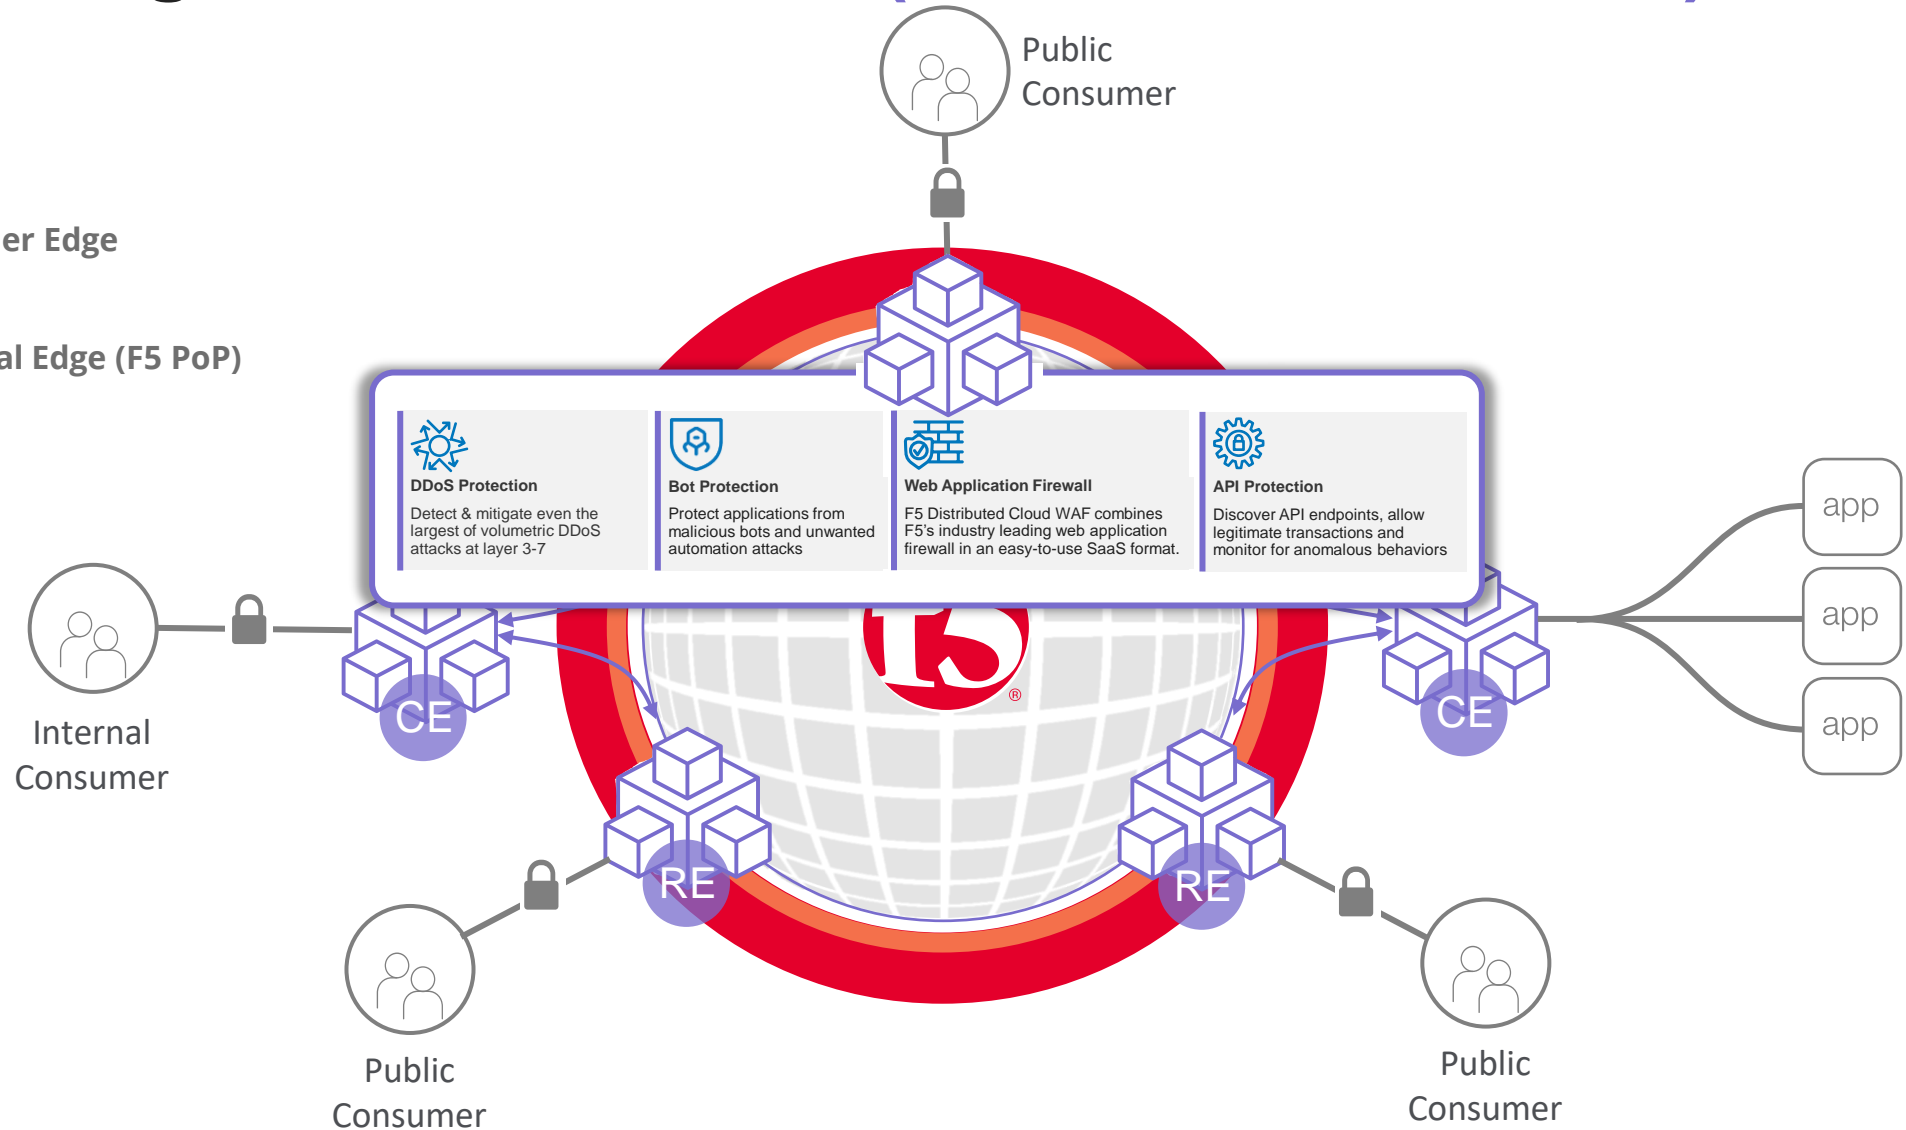 Public
Consumer
er Edge
al Edge (F5 PoP)
DDoS Protection
Detect & mitigate even the
largest of volumetric DDoS
attacks at layer 3-7
Bot Protection
Protect applications from
malicious bots and unwanted
automation attacks
Web Application Firewall
F5 Distributed Cloud WAF combines
F5's industry leading web application
firewall in an easy-to-use SaaS format.
API Protection
Discover API endpoints, allow
legitimate transactions and
monitor for anomalous behaviors
app
app
app
f5
®
Internal
Consumer
CE
CE
RE
RE
Public
Consumer
Public
Consumer